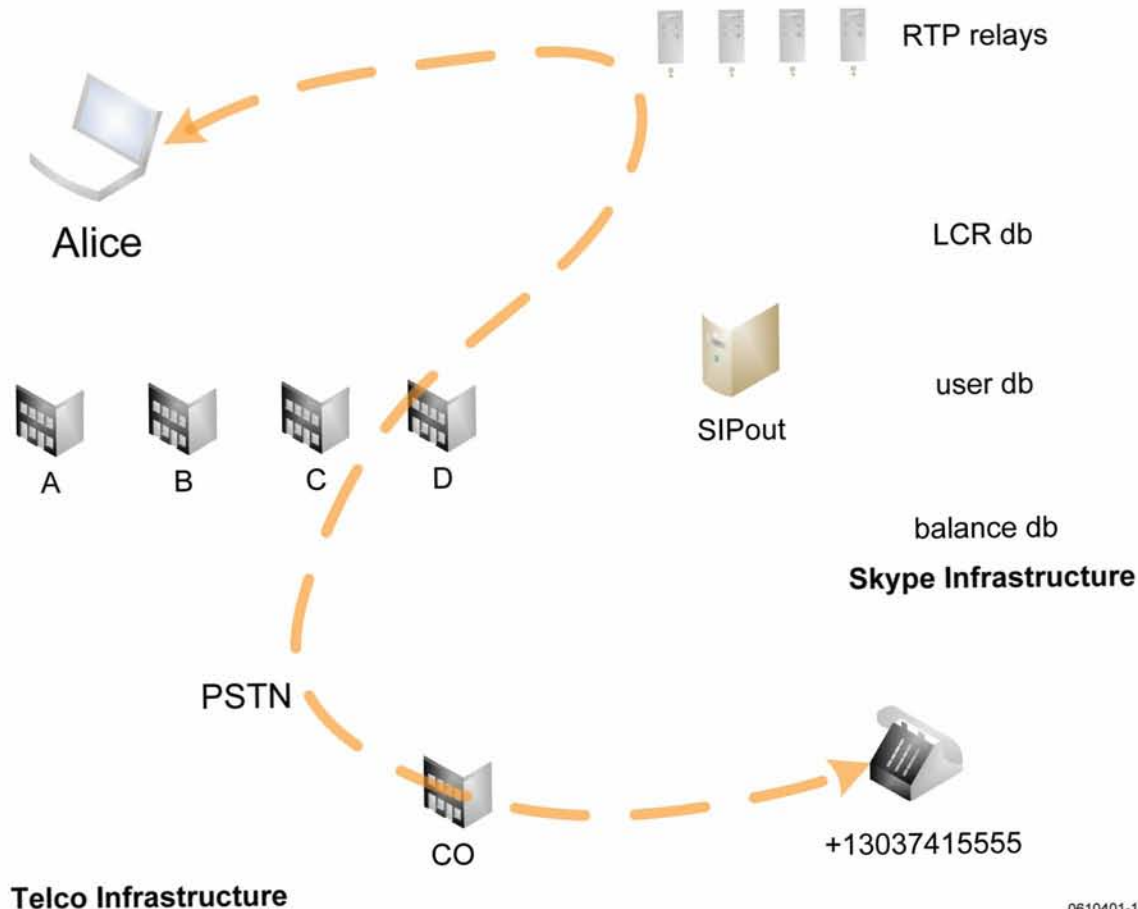 RTP relays
Alice
LCR db
user db
SIPout
A
B
C
D
balance db
Skype Infrastructure
PSTN
CO
+13037415555
Telco Infrastructure
0610401-1